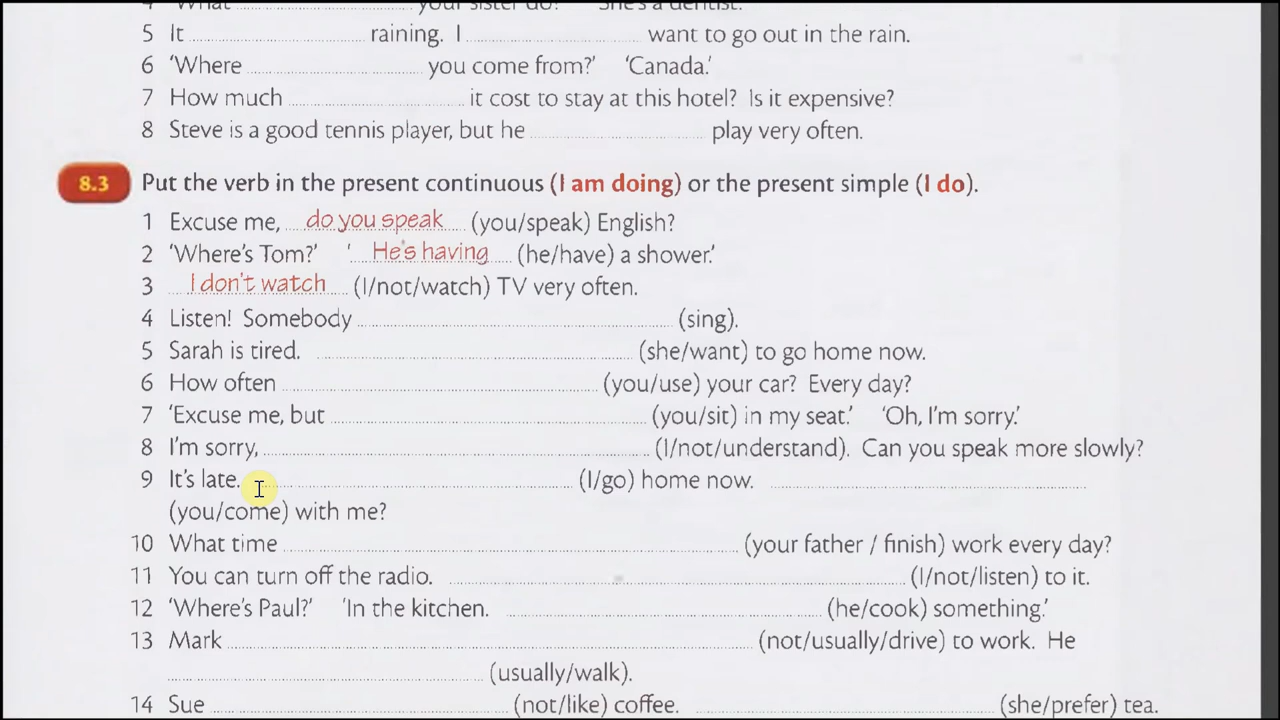 4 'What ........ your sister do?' 'She's a dentist.'
5 It ........ raining. I ........ want to go out in the rain.
6 'Where ........ you come from?' 'Canada.'
7 How much ........ it cost to stay at this hotel? Is it expensive?
8 Steve is a good tennis player, but he ........ play very often.
8.3 Put the verb in the present continuous (I am doing) or the present simple (I do).
1 Excuse me, do you speak (you/speak) English?
2 'Where's Tom?' 'He's having (he/have) a shower.'
3 I don't watch (I/not/watch) TV very often.
4 Listen! Somebody ........ (sing).
5 Sarah is tired. ........ (she/want) to go home now.
6 How often ........ (you/use) your car? Every day?
7 'Excuse me, but ........ (you/sit) in my seat.' 'Oh, I'm sorry.'
8 I'm sorry, ........ (I/not/understand). Can you speak more slowly?
9 It's late. ........ (I/go) home now. ........
(you/come) with me?
10 What time ........ (your father / finish) work every day?
11 You can turn off the radio. ........ (I/not/listen) to it.
12 'Where's Paul?' 'In the kitchen. ........ (he/cook) something.'
13 Mark ........ (not/usually/drive) to work. He
........ (usually/walk).
14 Sue ........ (not/like) coffee. ........ (she/prefer) tea.